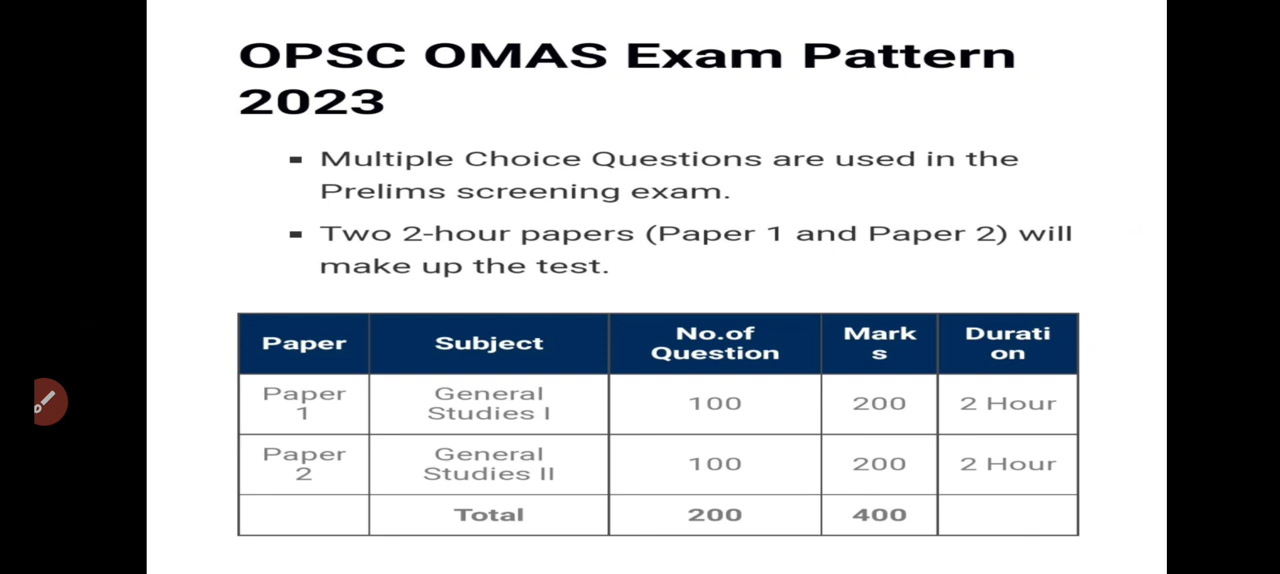 OPSC OMAS Exam Pattern
2023
Multiple Choice Questions are used in the
Prelims screening exam.
Two 2-hour papers (Paper 1 and Paper 2) will
make up the test.
Paper Subject No.of Question Mark s Durati on
Paper 1 General Studies I 100 200 2 Hour
Paper 2 General Studies II 100 200 2 Hour
Total 200 400